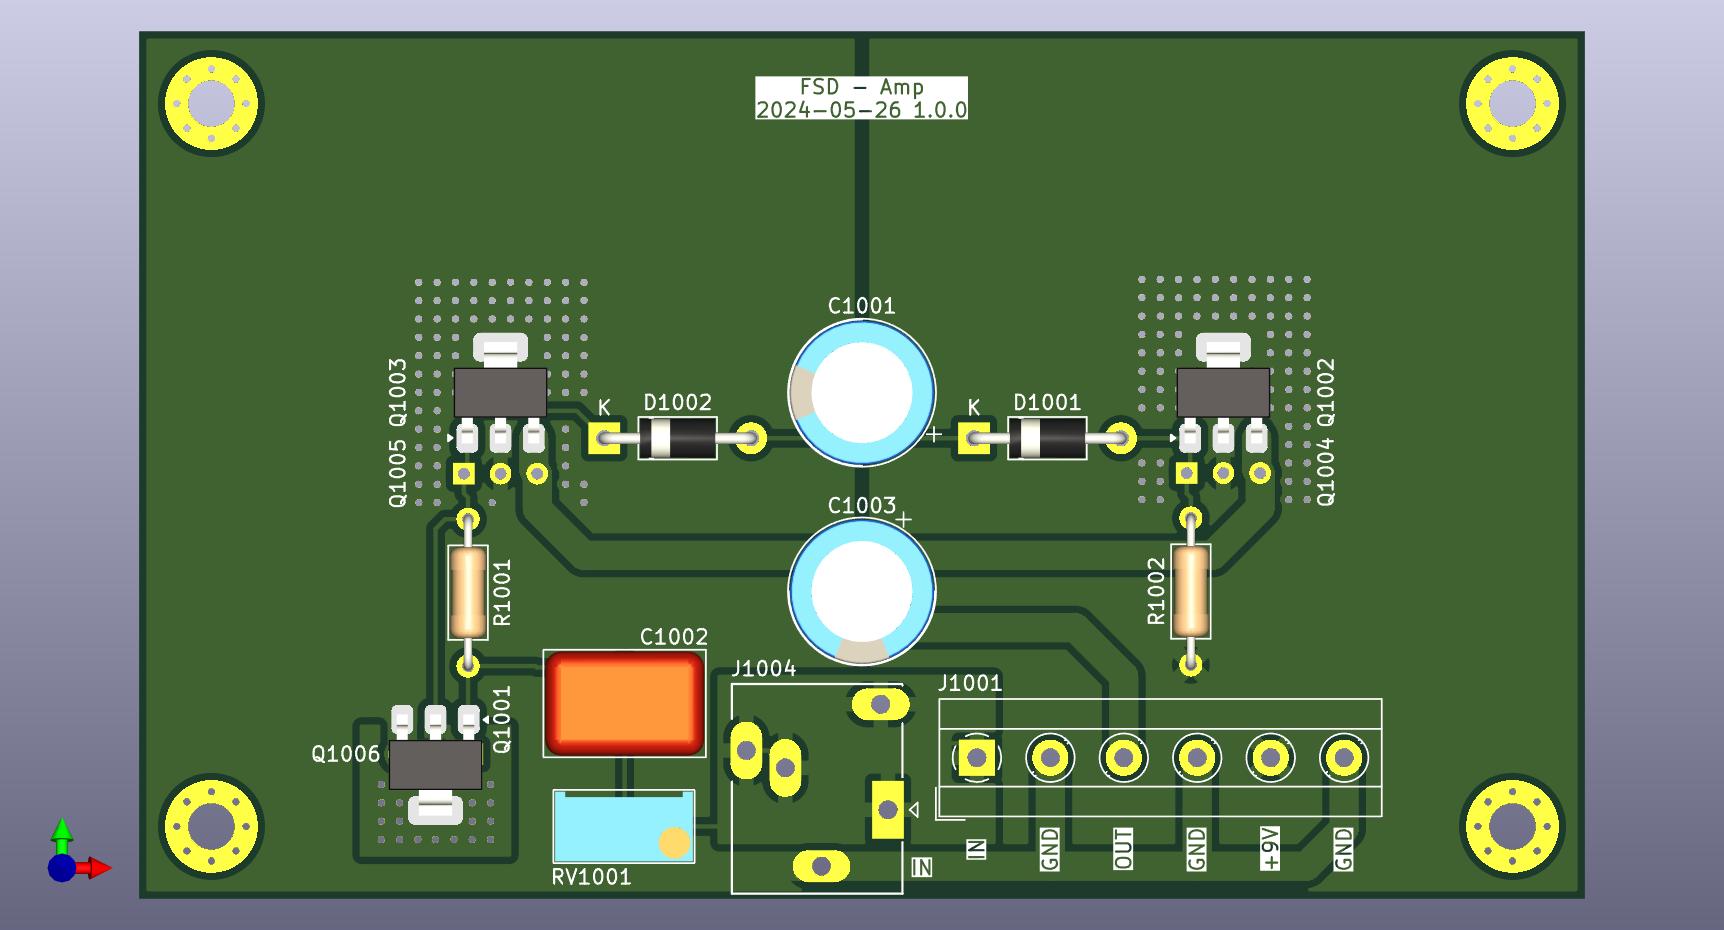 FSD - Amp
2024-05-26 1.0.0
C1001
Q1003
Q1002
K
D1002
K
D1001
Q1005
Q1004
C1003
R1001
R1002
C1002
J1004
J1001
Q1001
Q1006
RV1001
IN
IN
GND
OUT
GND
+9V
GND